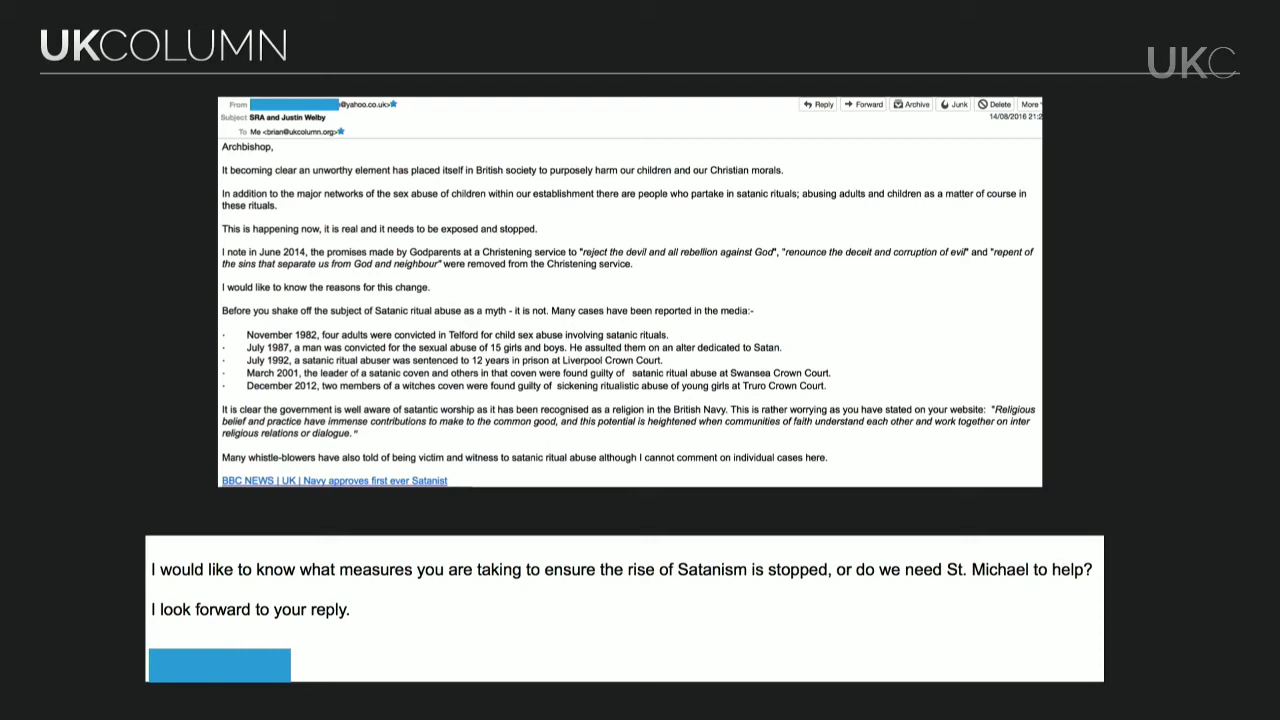 UKCOLUMN
UKC
From @yahoo.co.uk>
Reply Forward Archive Junk Delete More
Subject SRA and Justin Welby
14/08/2016 21:2
To Me <brian@ukcolumn.org>
Archbishop,
It becoming clear an unworthy element has placed itself in British society to purposely harm our children and our Christian morals.
In addition to the major networks of the sex abuse of children within our establishment there are people who partake in satanic rituals; abusing adults and children as a matter of course in
these rituals.
This is happening now, it is real and it needs to be exposed and stopped.
I note in June 2014, the promises made by Godparents at a Christening service to "reject the devil and all rebellion against God", "renounce the deceit and corruption of evil" and "repent of
the sins that separate us from God and neighbour" were removed from the Christening service.
I would like to know the reasons for this change.
Before you shake off the subject of Satanic ritual abuse as a myth - it is not. Many cases have been reported in the media:-
· November 1982, four adults were convicted in Telford for child sex abuse involving satanic rituals.
· July 1987, a man was convicted for the sexual abuse of 15 girls and boys. He assulted them on an alter dedicated to Satan.
· July 1992, a satanic ritual abuser was sentenced to 12 years in prison at Liverpool Crown Court.
· March 2001, the leader of a satanic coven and others in that coven were found guilty of satanic ritual abuse at Swansea Crown Court.
· December 2012, two members of a witches coven were found guilty of sickening ritualistic abuse of young girls at Truro Crown Court.
It is clear the government is well aware of satantic worship as it has been recognised as a religion in the British Navy. This is rather worrying as you have stated on your website: "Religious
belief and practice have immense contributions to make to the common good, and this potential is heightened when communities of faith understand each other and work together on inter
religious relations or dialogue."
Many whistle-blowers have also told of being victim and witness to satanic ritual abuse although I cannot comment on individual cases here.
BBC NEWS | UK | Navy approves first ever Satanist
I would like to know what measures you are taking to ensure the rise of Satanism is stopped, or do we need St. Michael to help?
I look forward to your reply.